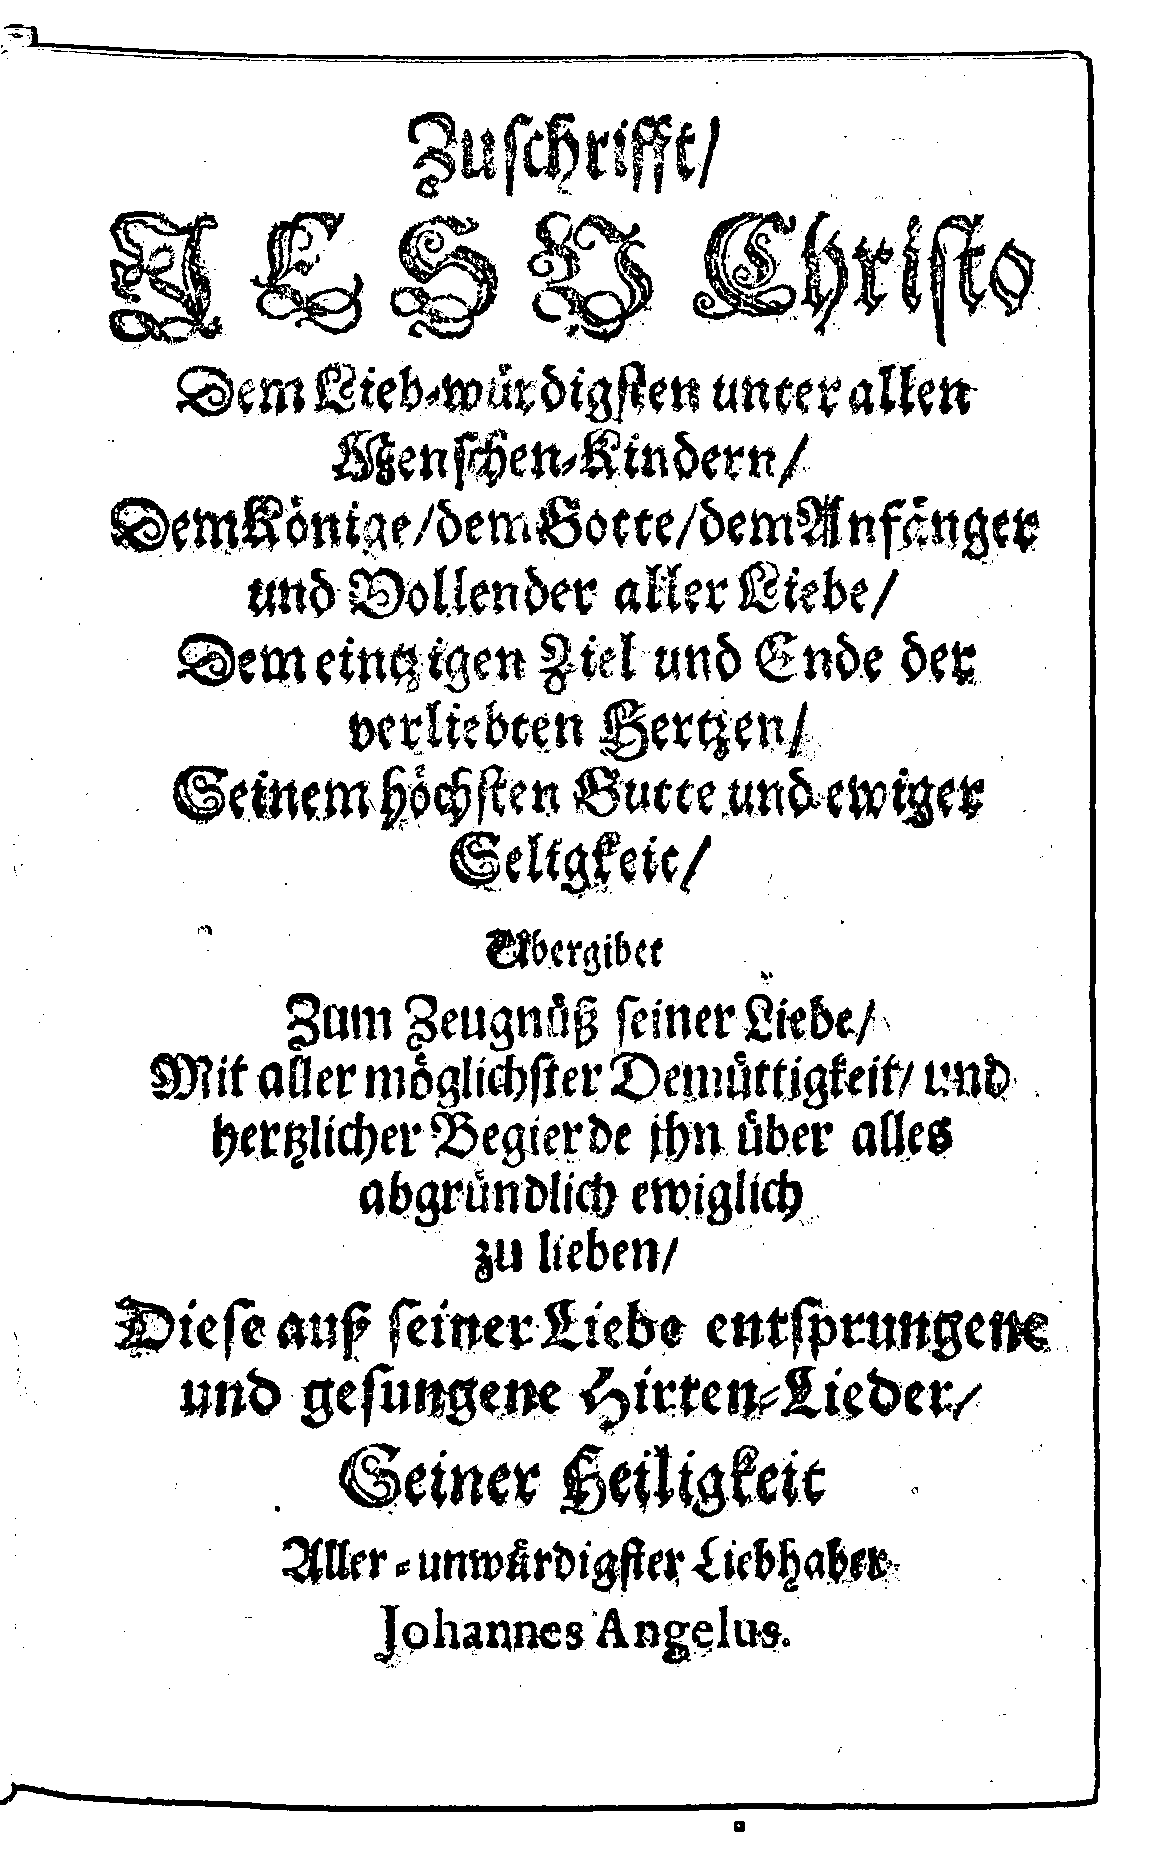 Zuschrifft/
JESU Christo
Dem Lieb-würdigsten unter allen
Menschen-Kindern/
Dem Könige/dem Gotte/dem Anfänger
und Vollender aller Liebe/
Dem eintzigen Ziel und Ende der
verliebten Hertzen/
Seinem höchsten Gutte und ewiger
Seligkeit/
Übergibet
Zum Zeugnüß seiner Liebe/
Mit aller möglichster Demüttigkeit/ und
hertzlicher Begierde ihn über alles
abgründlich ewiglich
zu lieben/
Diese auß seiner Liebe entsprungene
und gesungene Hirten-Lieder/
Seiner Heiligkeit
Aller-unwürdigster Liebhaber
Johannes Angelus.